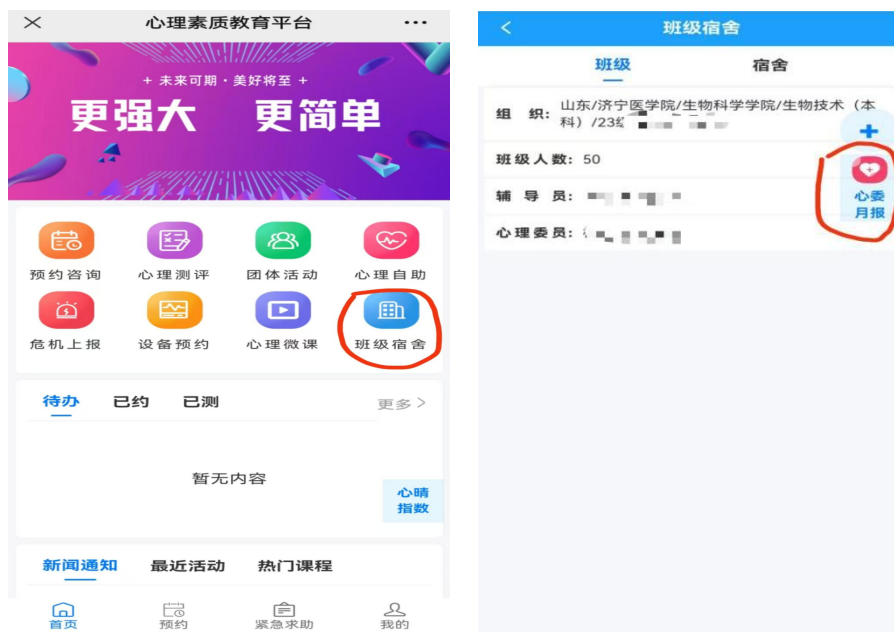 心理素质教育平台
+ 未来可期·美好将至 +
更强大 更简单
预约咨询 心理测评 团体活动 心理自助
危机上报 设备预约 心理微课 班级宿舍
待办 已约 已测 更多 >
暂无内容
心晴
指数
新闻通知 最近活动 热门课程
首页 预约 紧急求助 我的
班级宿舍
班级 宿舍
组 织: 山东/济宁医学院/生物科学学院/生物技术（本
科）/23级
班级人数: 50
辅 导 员:
心理委员:
心委
月报